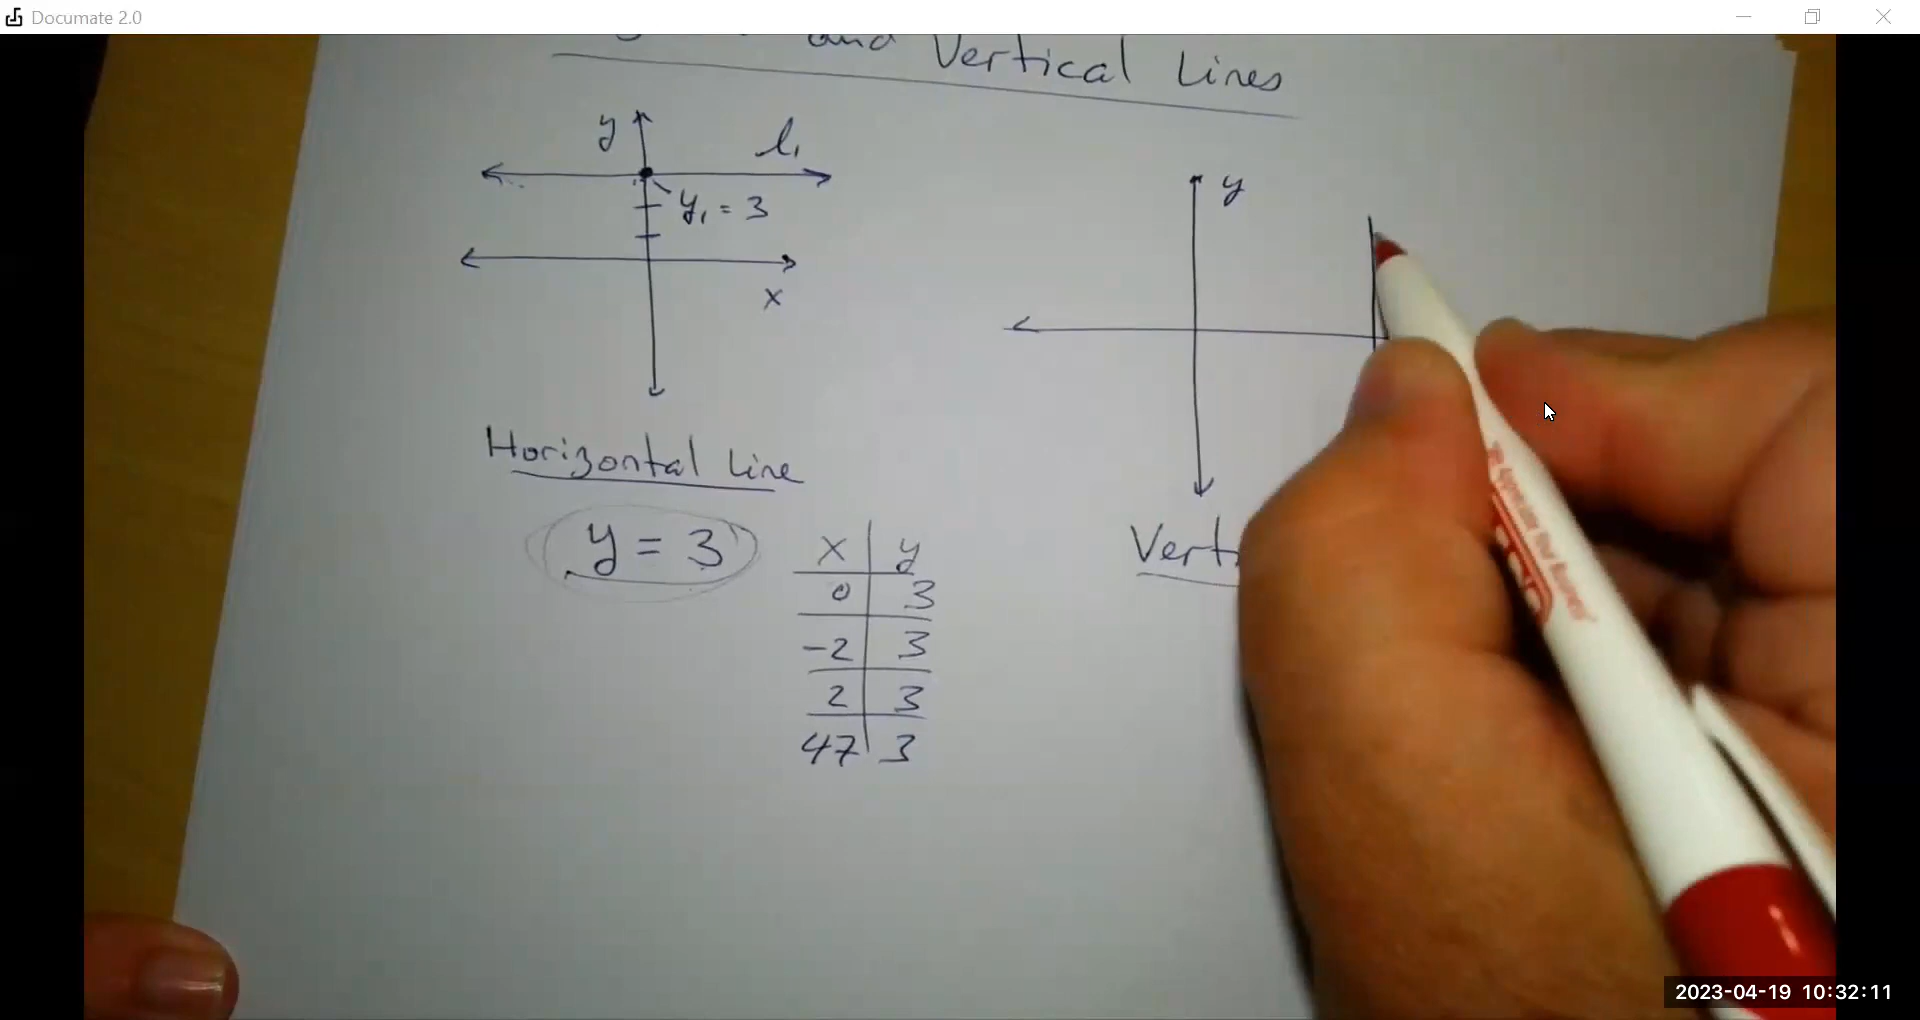 Documate 2.0
and Vertical Lines
y
l₁
y₁ = 3
x
Horizontal Line
y = 3
x y
0 3
-2 3
2 3
47 3
y
Vert
2023-04-19 10:32:11